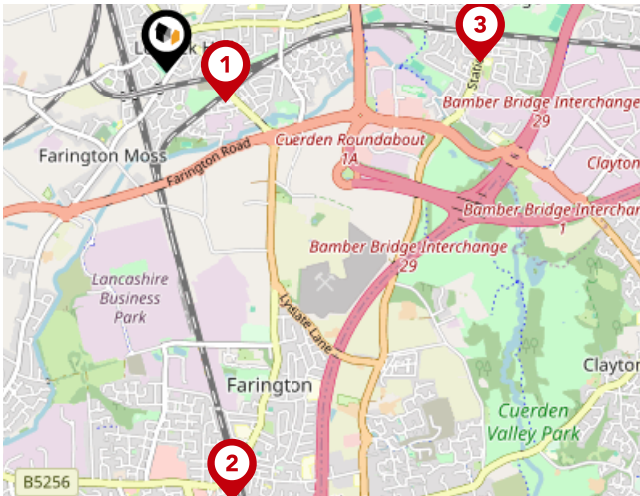 3
1
Bamber Bridge Interchange
29
Cuerden Roundabout
1A
Farington Moss
Farington Road
Clayton
Bamber Bridge Interchar
1
Bamber Bridge Interchange
29
Lancashire
Business
Park
Lydiate Lane
Clayton
Farington
Cuerden
Valley Park
2
B5256